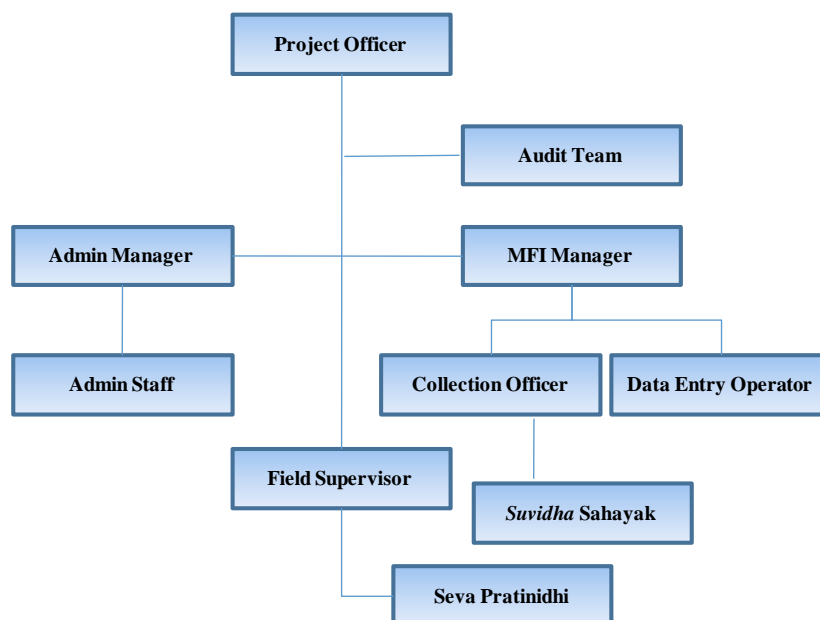 Project Officer
Audit Team
Admin Manager
MFI Manager
Admin Staff
Collection Officer
Data Entry Operator
Field Supervisor
Suvidha Sahayak
Seva Pratinidhi